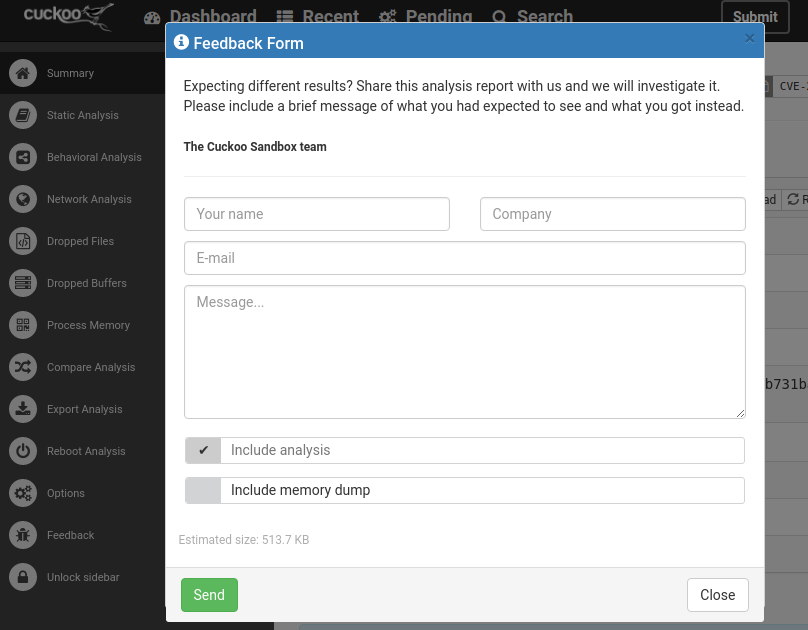 cuckoo
Dashboard
Recent
Pending
Search
Submit
Feedback Form
×
Summary
Static Analysis
Behavioral Analysis
Network Analysis
Dropped Files
Dropped Buffers
Process Memory
Compare Analysis
Export Analysis
Reboot Analysis
Options
Feedback
Unlock sidebar
Expecting different results? Share this analysis report with us and we will investigate it.
Please include a brief message of what you had expected to see and what you got instead.
The Cuckoo Sandbox team
Your name
Company
E-mail
Message...
✔ Include analysis
Include memory dump
Estimated size: 513.7 KB
Send
Close
CVE-
ad
R
b731b